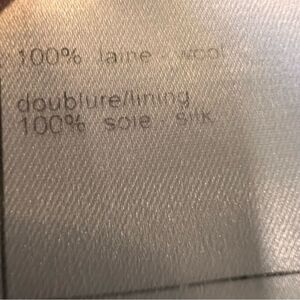 100% laine - wool
doublure/lining
100% soie - silk